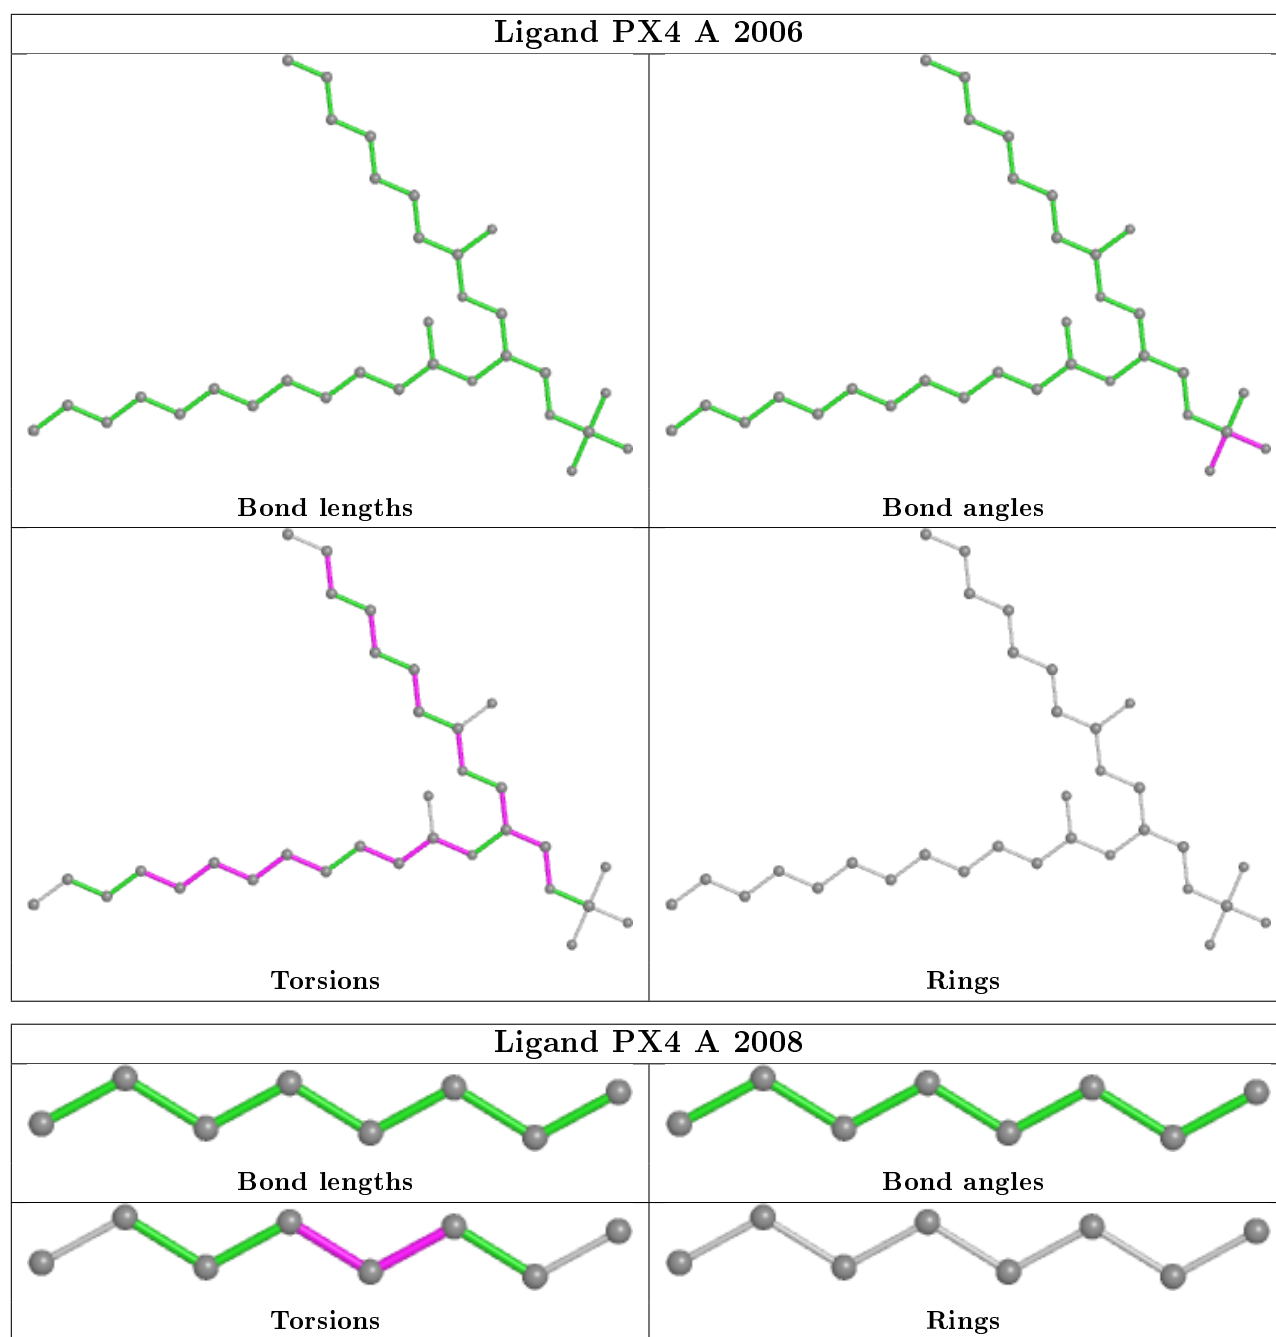 Ligand PX4 A 2006
Bond lengths
Bond angles
Torsions
Rings
Ligand PX4 A 2008
Bond lengths
Bond angles
Torsions
Rings